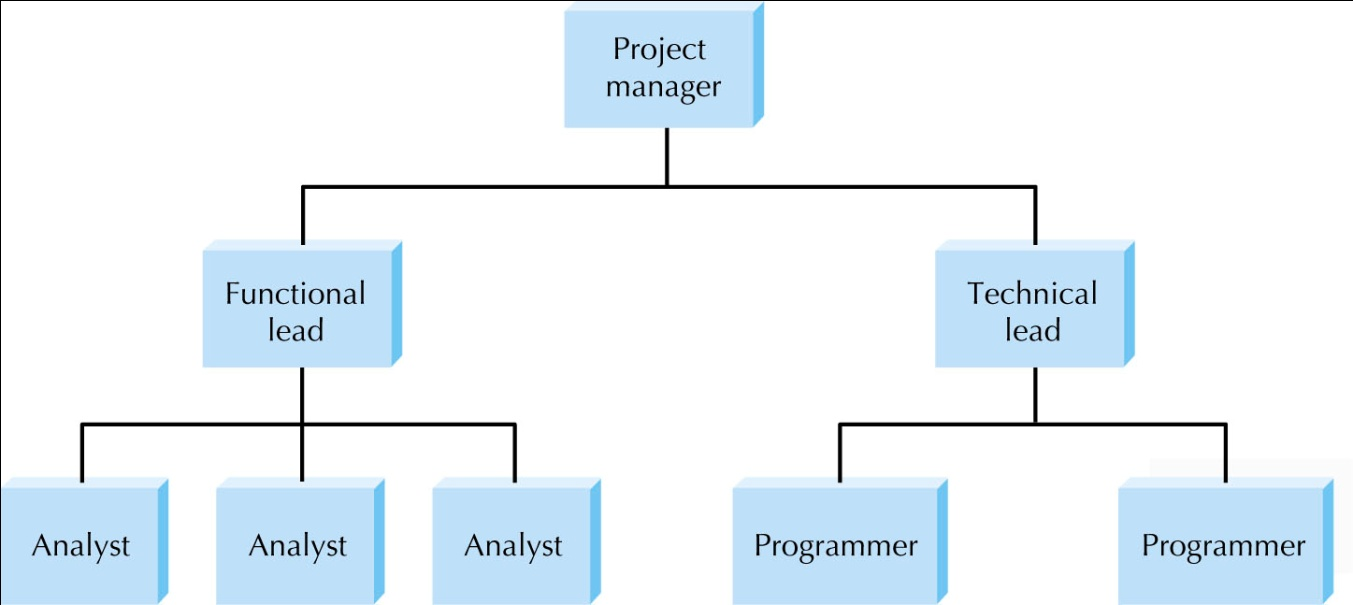 Project
manager
Functional
lead
Technical
lead
Analyst
Analyst
Analyst
Programmer
Programmer